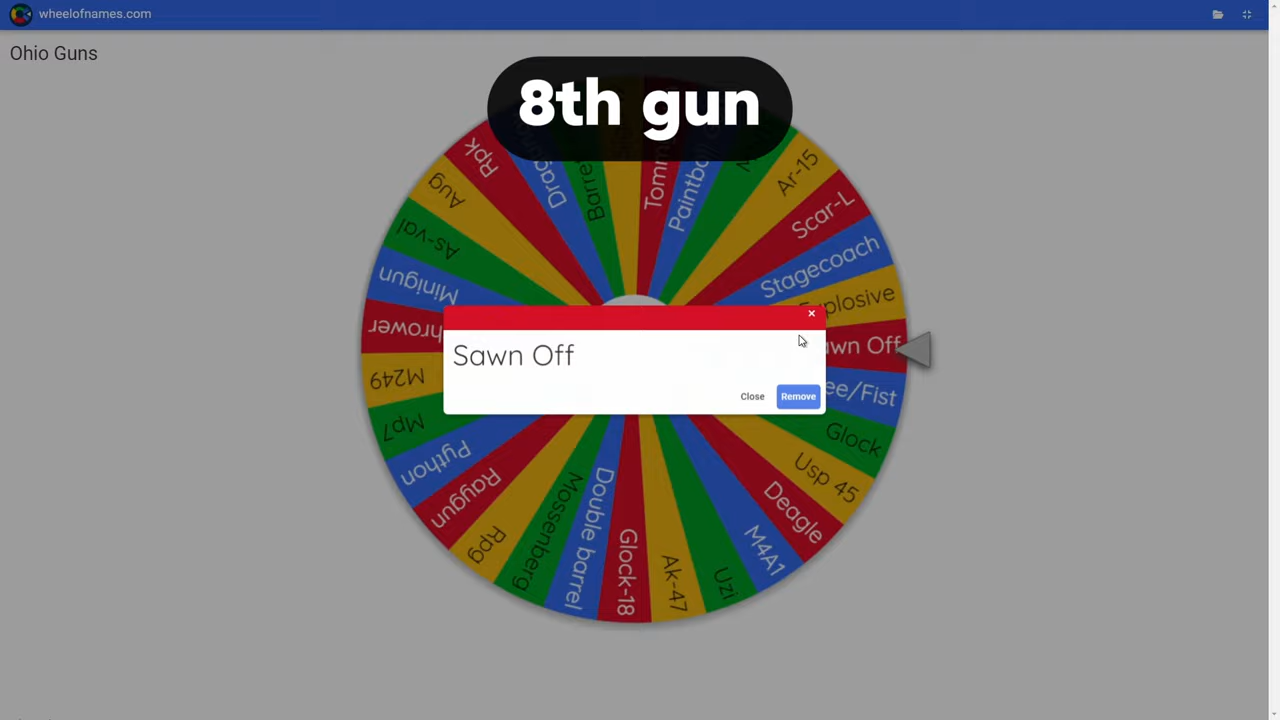 wheelofnames.com
Ohio Guns
8th gun
Rpk
Aug
As-val
Minigun
M249
Mp7
Python
Raygun
Rpg
Mossenberg
Double barrel
Glock-18
Ak-47
Uzi
M4A1
Deagle
Usp 45
Glock
Stagecoach
Scar-L
Ar-15
Paintball
Sawn Off
Close
Remove